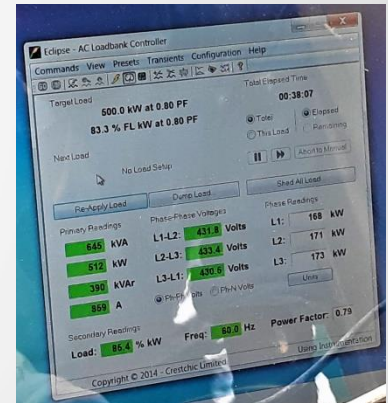 Eclipse - AC Loadbank Controller
Commands View Presets Transients Configuration Help
Target Load
500.0 kW at 0.80 PF
83.3 % FL kW at 0.80 PF
Total Elapsed Time
00:38:07
Total
Elapsed
This Load
Remaining
Next Load
No Load Setup
Abort to Manual
Re-Apply Load
Dump Load
Shed All Load
Primary Readings
645 kVA
512 kW
390 kVAr
859 A
Phase-Phase Voltages
L1-L2: 431.8 Volts
L2-L3: 433.4 Volts
L3-L1: 430.6 Volts
Ph-Ph Volts
Ph-N Volts
Phase Readings
L1: 168 kW
L2: 171 kW
L3: 173 kW
Units
Secondary Readings
Load: 85.4 % kW
Freq: 60.0 Hz
Power Factor: 0.79
Copyright © 2014 - Crestchic Limited
Using Instrumentation